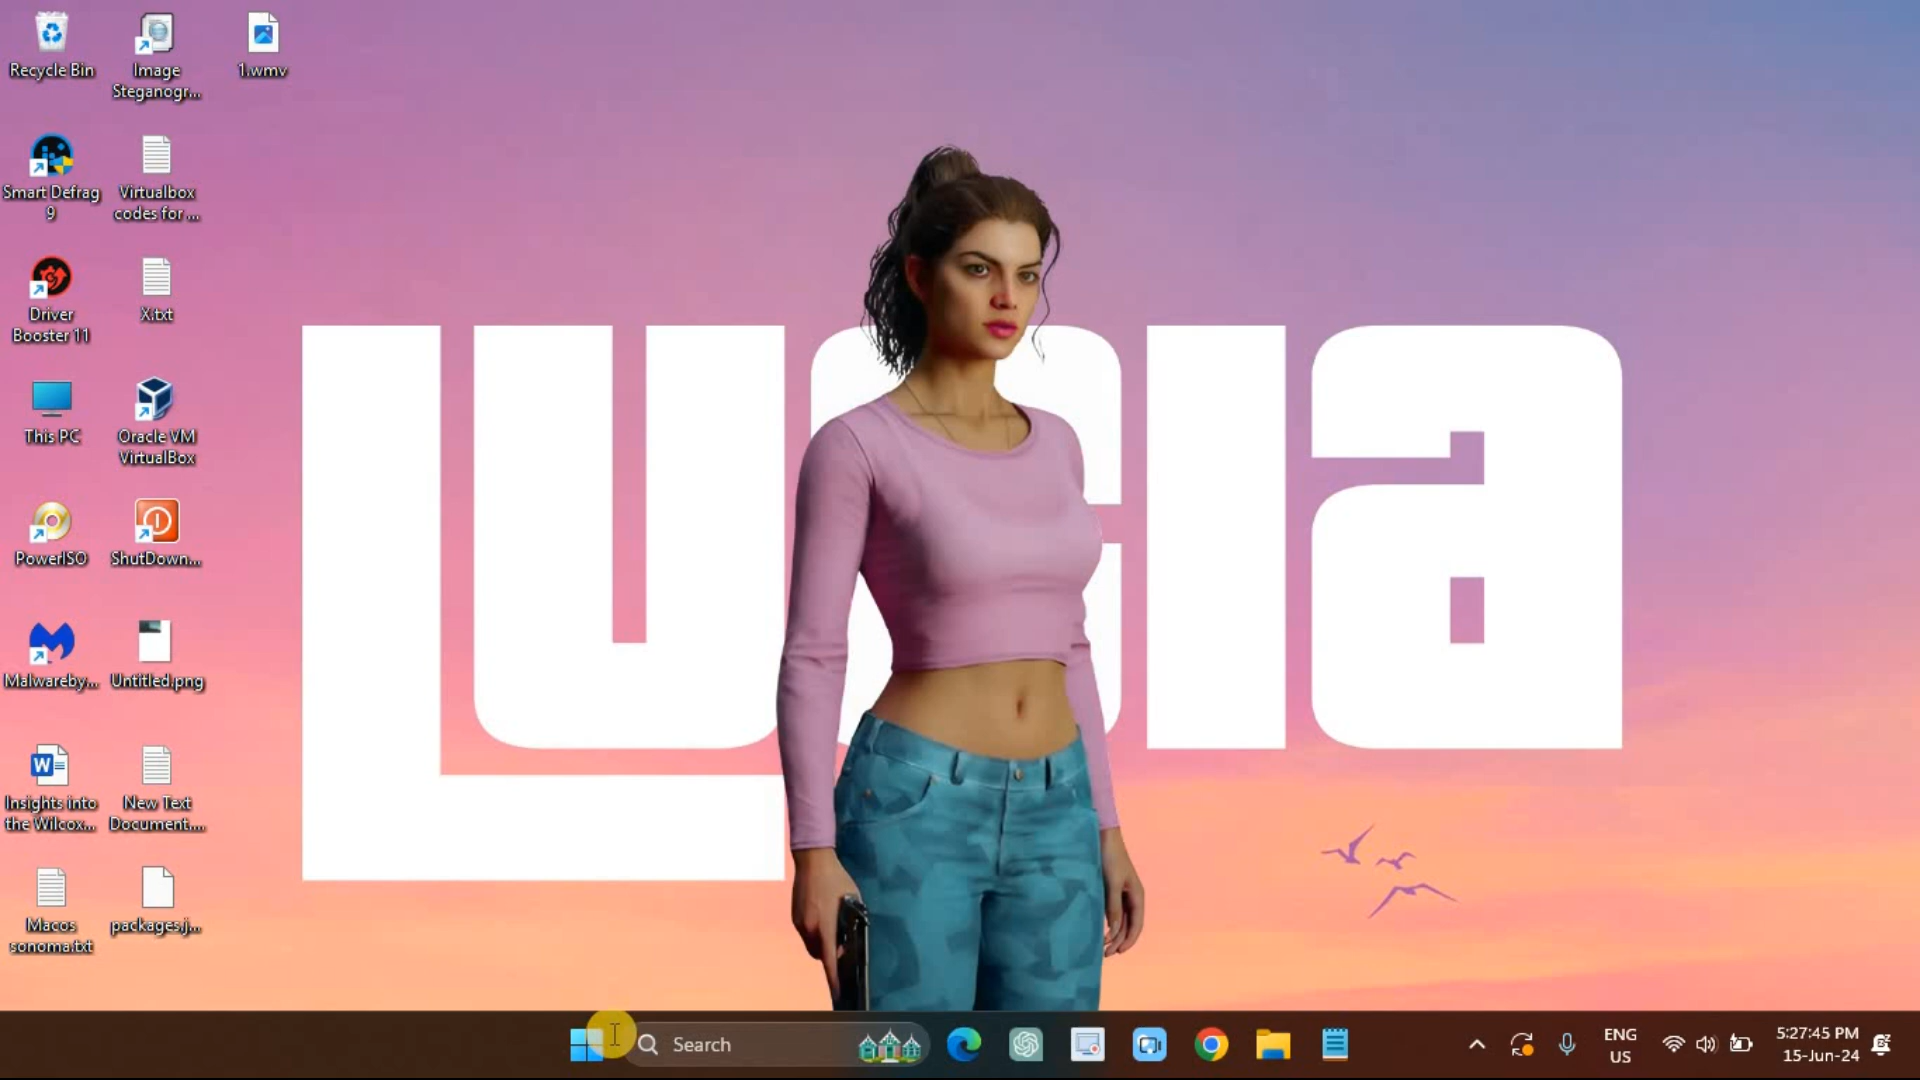 Recycle Bin
Image
Steganogr...
1.wmv
Smart Defrag
9
Virtualbox
codes for ...
Driver
Booster 11
X.txt
This PC
Oracle VM
VirtualBox
PowerISO
ShutDown...
Malwareby...
Untitled.png
Insights into
the Wilcox...
New Text
Document....
Macos
sonoma.txt
packages.j...
LUCIA
Search
ENG
US
5:27:45 PM
15-Jun-24